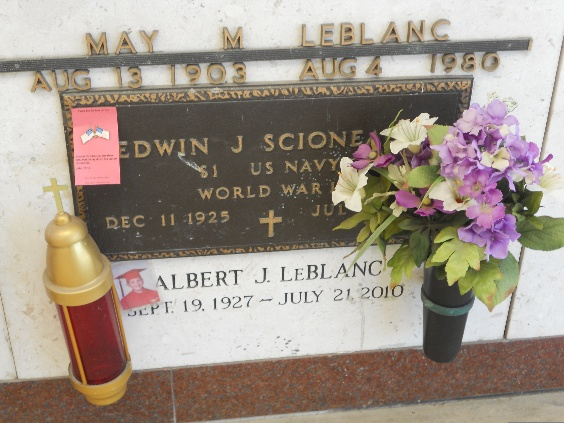 MAY M LEBLANC
AUG 13 1903 AUG 4 1980
EDWIN J SCIONE
S1 US NAVY
WORLD WAR
DEC 11 1925
ALBERT J. LEBLANC
SEPT. 19, 1927 ~ JULY 21, 2010